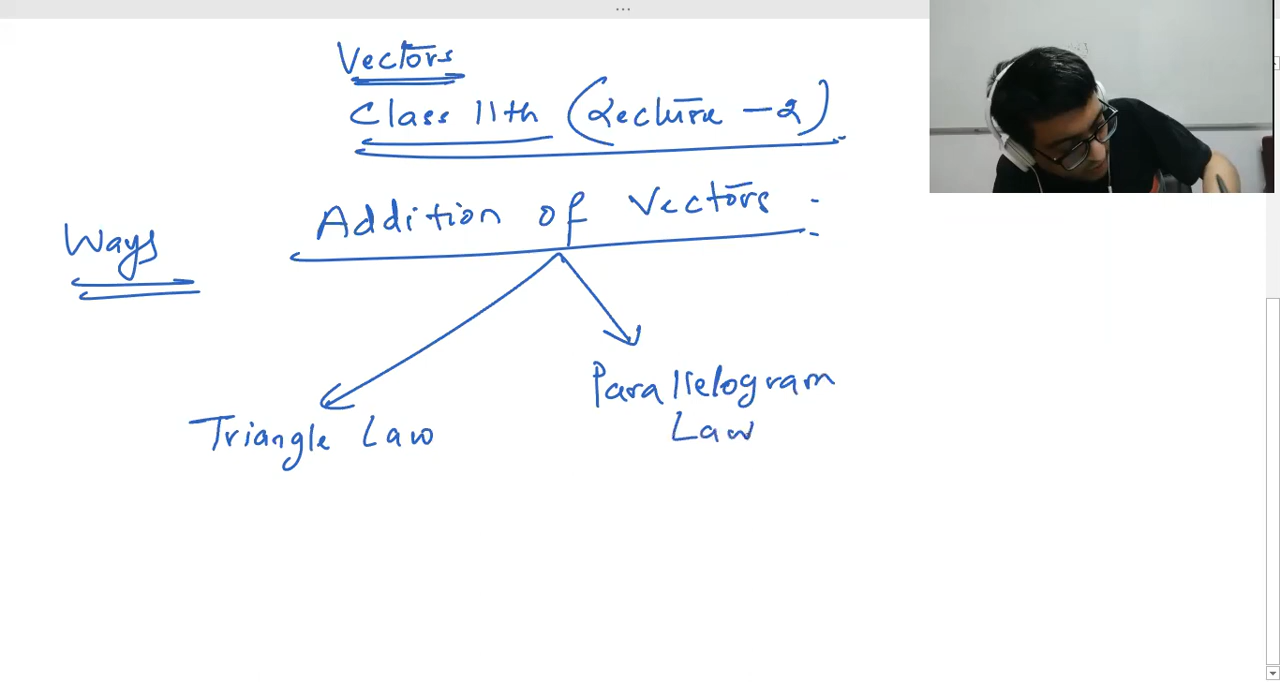 Vectors
Class 11th (Lecture - 2)
Addition of Vectors :
Ways
Parallelogram
Law
Triangle Law